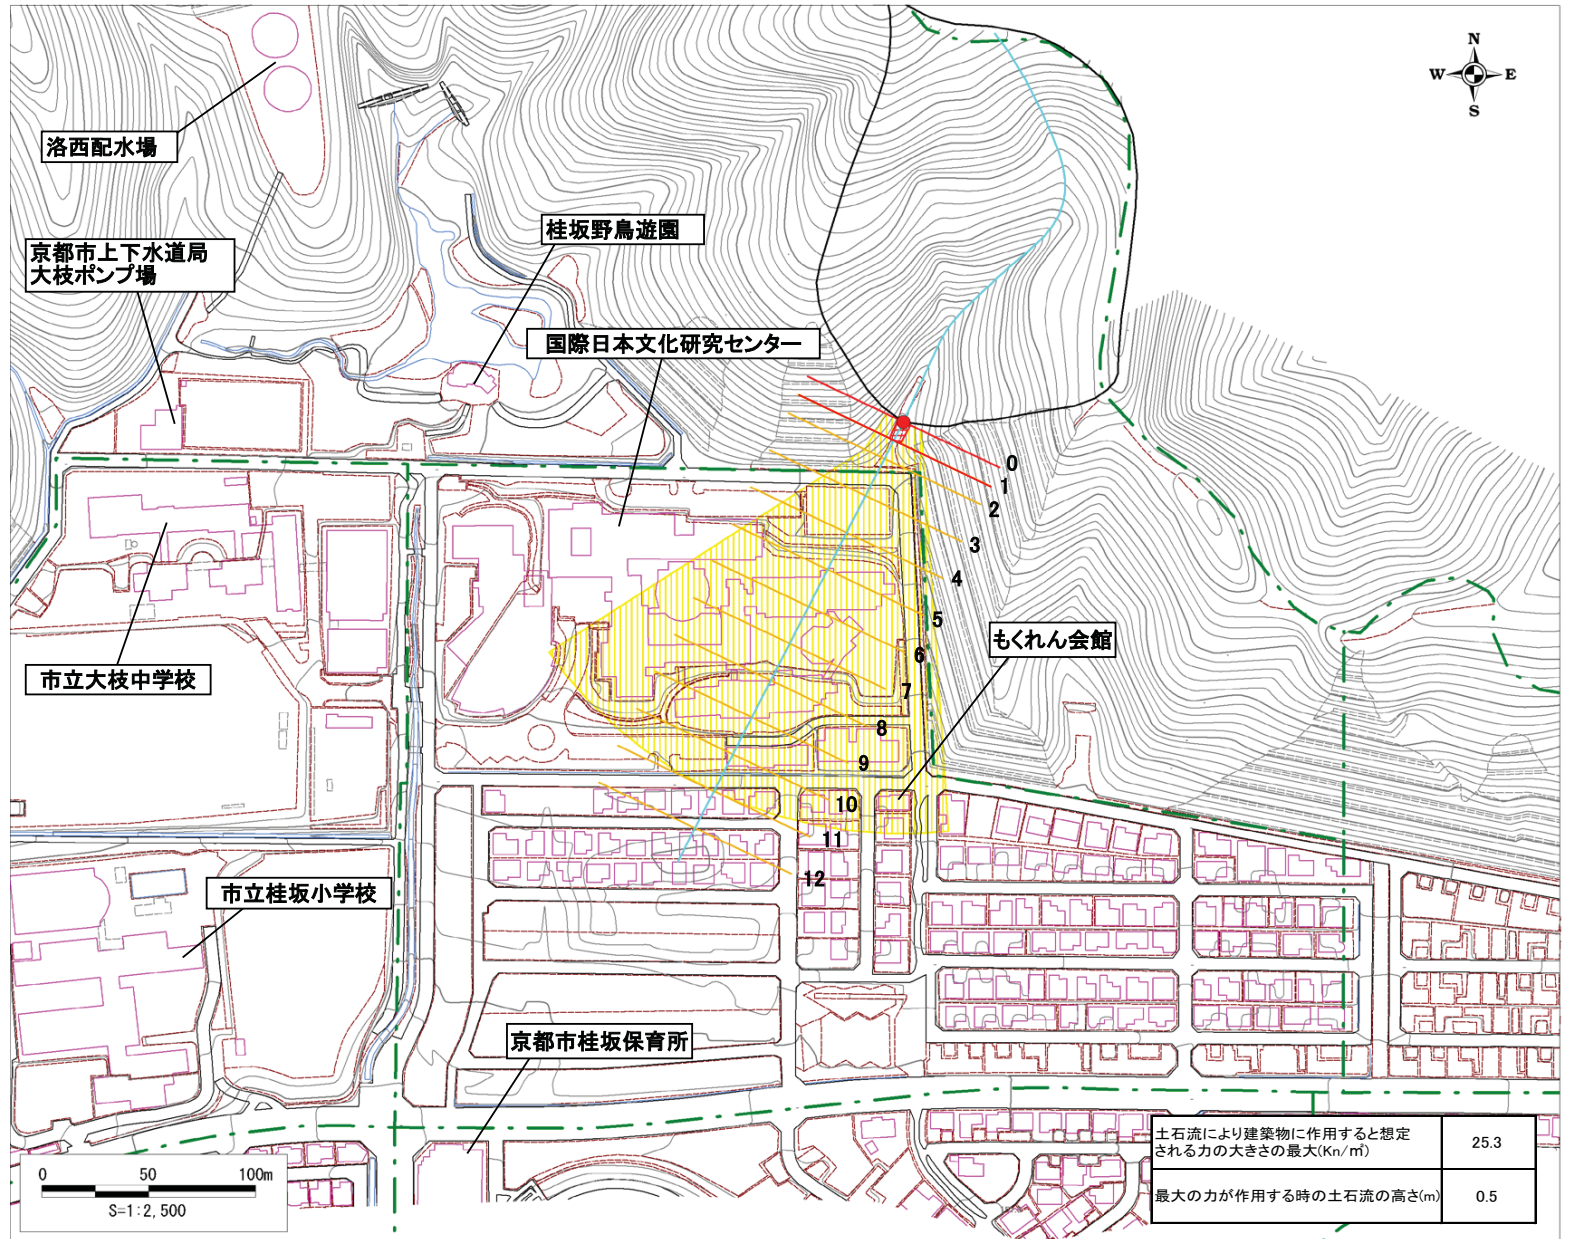 N
W E
S
洛西配水場
京都市上下水道局
大枝ポンプ場
桂坂野鳥遊園
国際日本文化研究センター
0
1
2
3
4
5
6
7
8
9
10
11
12
もくれん会館
市立大枝中学校
市立桂坂小学校
京都市桂坂保育所
0 50 100m
S=1:2,500
土石流により建築物に作用すると想定
される力の大きさの最大(Kn/㎡) 25.3
最大の力が作用する時の土石流の高さ(m) 0.5